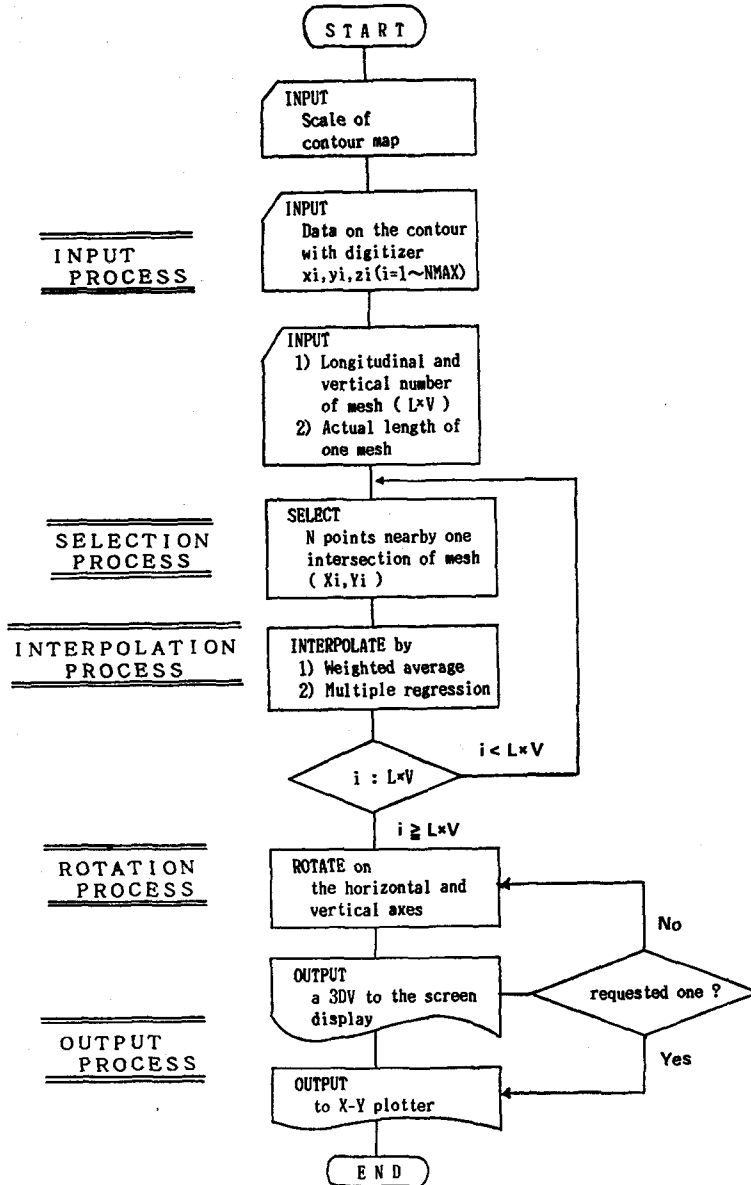 START
INPUT
Scale of
contour map
INPUT
Data on the contour
with digitizer
xi,yi,zi(i=1~NMAX)
INPUT
PROCESS
INPUT
1) Longitudinal and
vertical number
of mesh ( L×V )
2) Actual length of
one mesh
SELECT
N points nearby one
intersection of mesh
( Xi,Yi )
SELECTION
PROCESS
INTERPOLATE by
1) Weighted average
2) Multiple regression
INTERPOLATION
PROCESS
i < L×V
i : L×V
i ≧ L×V
ROTATE on
the horizontal and
vertical axes
ROTATION
PROCESS
No
OUTPUT
a 3DV to the screen
display
requested one ?
Yes
OUTPUT
PROCESS
OUTPUT
to X-Y plotter
END